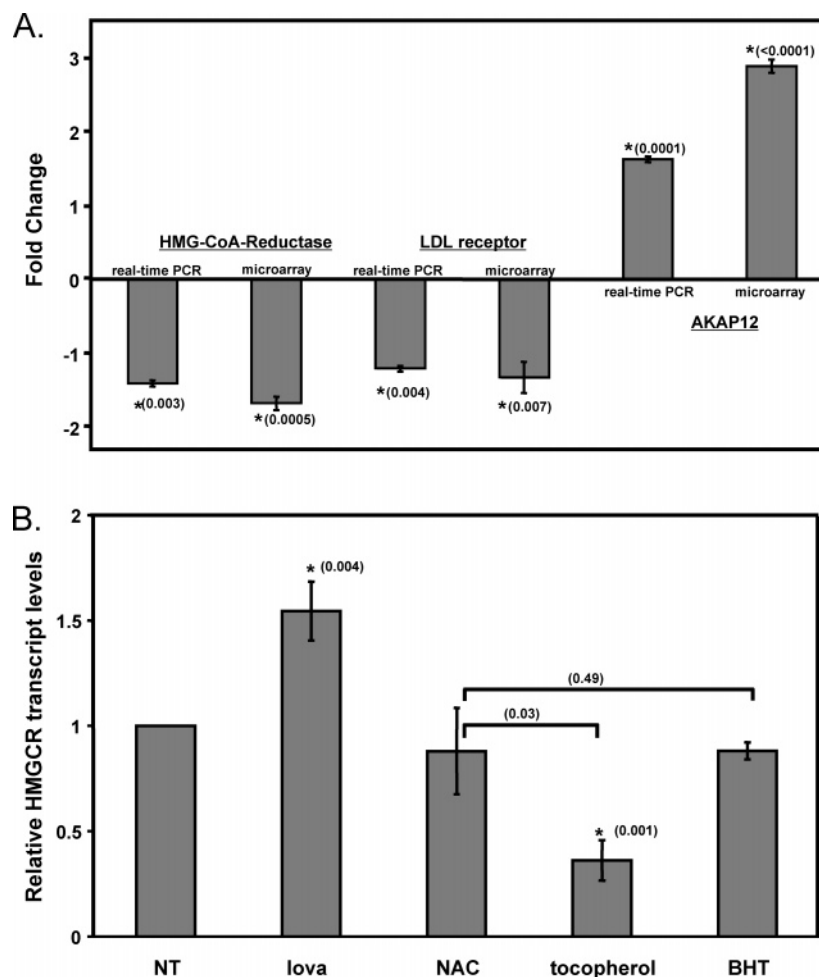 A.
Fold Change
3
2
1
0
-1
-2
HMG-CoA-Reductase
real-time PCR
microarray
*(0.003)
*(0.0005)
LDL receptor
real-time PCR
microarray
*(0.004)
*(0.007)
*(0.0001)
*(<0.0001)
real-time PCR
microarray
AKAP12
B.
Relative HMGCR transcript levels
2
1.5
1
0.5
0
* (0.004)
(0.49)
(0.03)
* (0.001)
NT
lova
NAC
tocopherol
BHT